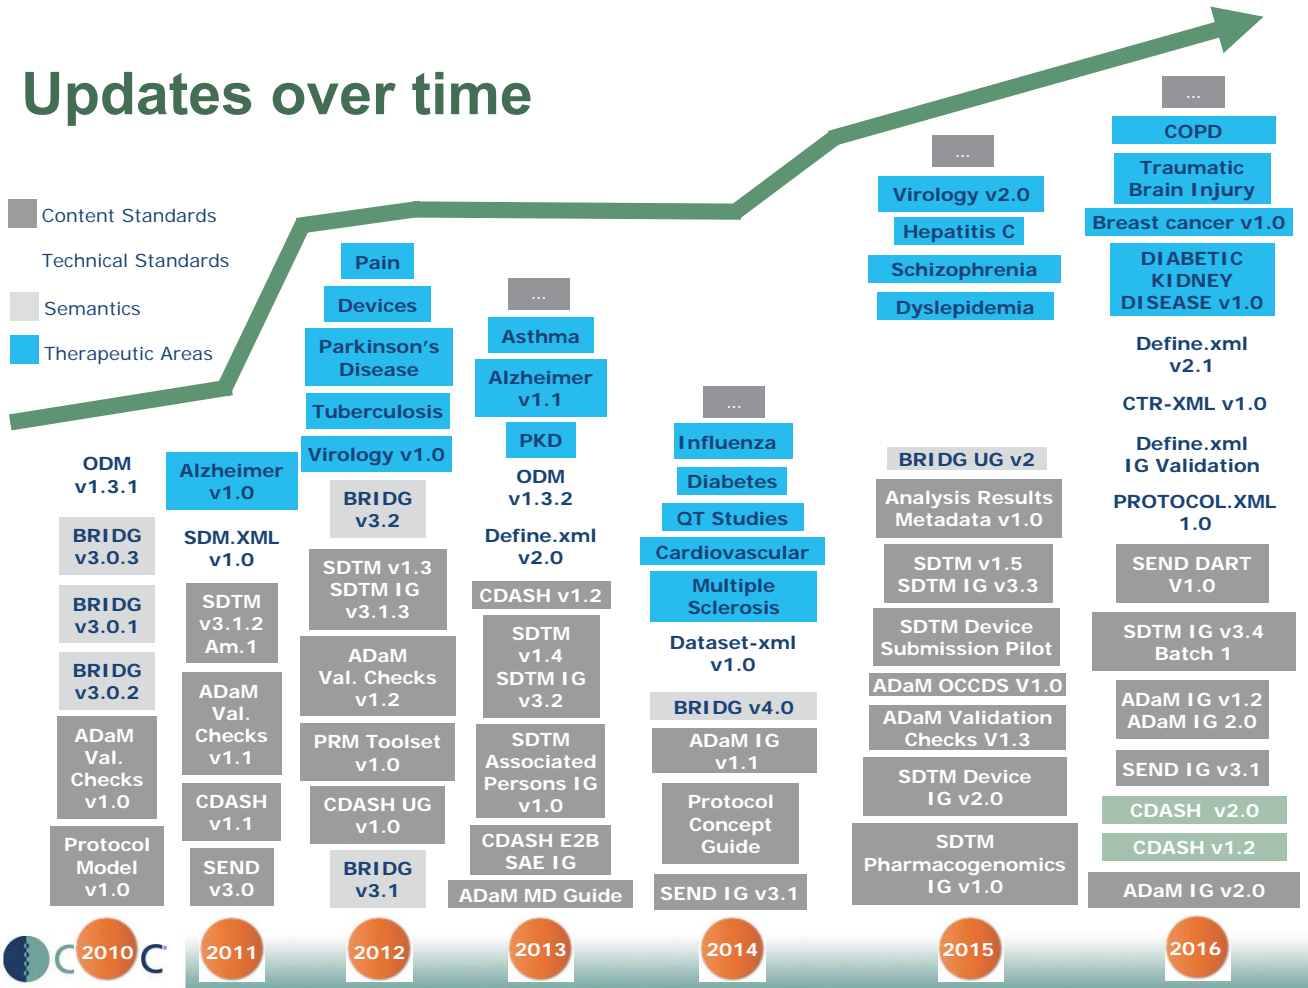 Updates over time
Content Standards
Technical Standards
Semantics
Therapeutic Areas
ODM
v1.3.1
BRIDG
v3.0.3
BRIDG
v3.0.1
BRIDG
v3.0.2
ADaM
Val.
Checks
v1.0
Protocol
Model
v1.0
2010
Alzheimer
v1.0
SDM.XML
v1.0
SDTM
v3.1.2
Am.1
ADaM
Val.
Checks
v1.1
CDASH
v1.1
SEND
v3.0
2011
Pain
Devices
Parkinson's
Disease
Tuberculosis
Virology v1.0
BRIDG
v3.2
SDTM v1.3
SDTM IG
v3.1.3
ADaM
Val. Checks
v1.2
PRM Toolset
v1.0
CDASH UG
v1.0
BRIDG
v3.1
2012
...
Asthma
Alzheimer
v1.1
PKD
ODM
v1.3.2
Define.xml
v2.0
CDASH v1.2
SDTM
v1.4
SDTM IG
v3.2
SDTM
Associated
Persons IG
v1.0
CDASH E2B
SAE IG
ADaM MD Guide
2013
...
Influenza
Diabetes
QT Studies
Cardiovascular
Multiple
Sclerosis
Dataset-xml
v1.0
BRIDG v4.0
ADaM IG
v1.1
Protocol
Concept
Guide
SEND IG v3.1
2014
...
Virology v2.0
Hepatitis C
Schizophrenia
Dyslepidemia
BRIDG UG v2
Analysis Results
Metadata v1.0
SDTM v1.5
SDTM IG v3.3
SDTM Device
Submission Pilot
ADaM OCCDS V1.0
ADaM Validation
Checks V1.3
SDTM Device
IG v2.0
SDTM
Pharmacogenomics
IG v1.0
2015
...
COPD
Traumatic
Brain Injury
Breast cancer v1.0
DIABETIC
KIDNEY
DISEASE v1.0
Define.xml
v2.1
CTR-XML v1.0
Define.xml
IG Validation
PROTOCOL.XML
1.0
SEND DART
V1.0
SDTM IG v3.4
Batch 1
ADaM IG v1.2
ADaM IG 2.0
SEND IG v3.1
CDASH v2.0
CDASH v1.2
ADaM IG v2.0
2016